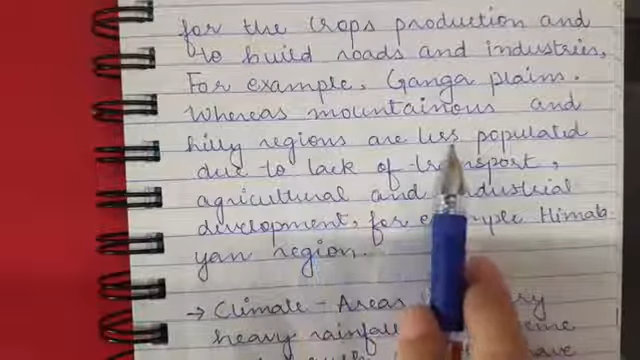 for the crops production and
to build roads and industries,
For example, Ganga plains.
Whereas mountainous and
hilly regions are less populated
due to lack of transport,
agricultural and industrial
development, for example Himala
yan region.
→ Climate - Areas
heavy rainfall
have